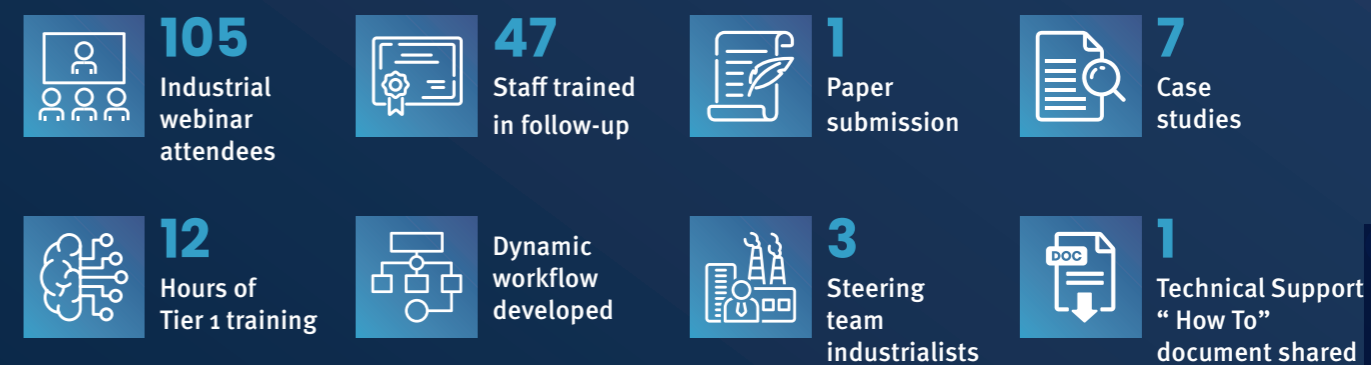 105
Industrial
webinar
attendees
47
Staff trained
in follow-up
1
Paper
submission
7
Case
studies
12
Hours of
Tier 1 training
Dynamic
workflow
developed
3
Steering
team
industrialists
DOC
1
Technical Support
“ How To”
document shared